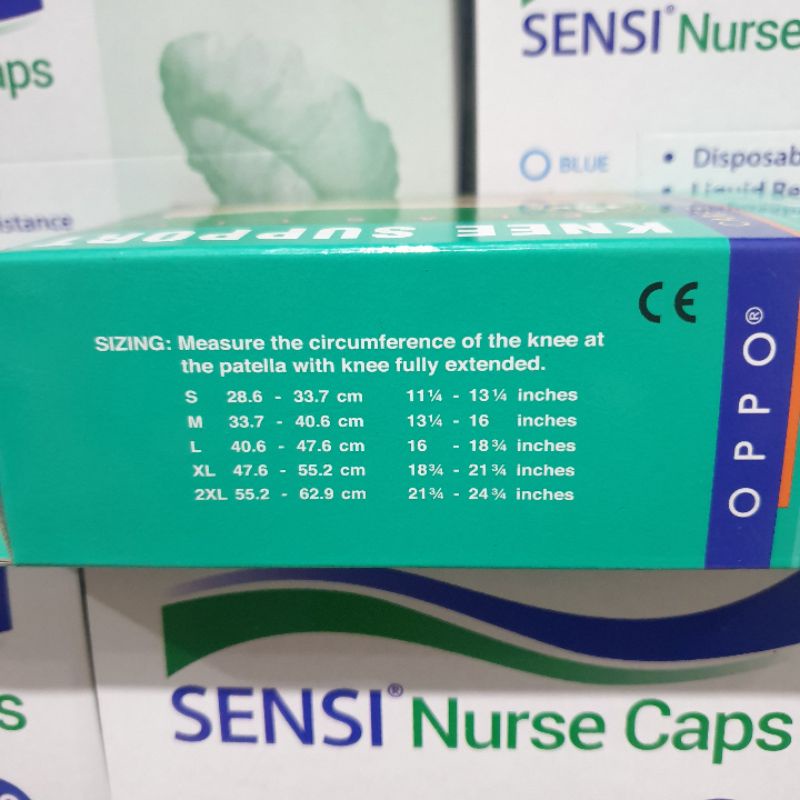 aps
SENSI® Nurse
BLUE
• Disposab
• Liquid Re
istance
KNEE SUPPORT
CE
SIZING: Measure the circumference of the knee at
the patella with knee fully extended.
S 28.6 - 33.7 cm 11¼ - 13¼ inches
M 33.7 - 40.6 cm 13¼ - 16 inches
L 40.6 - 47.6 cm 16 - 18¾ inches
XL 47.6 - 55.2 cm 18¾ - 21¾ inches
2XL 55.2 - 62.9 cm 21¾ - 24¾ inches
OPPO®
s
SENSI® Nurse Caps